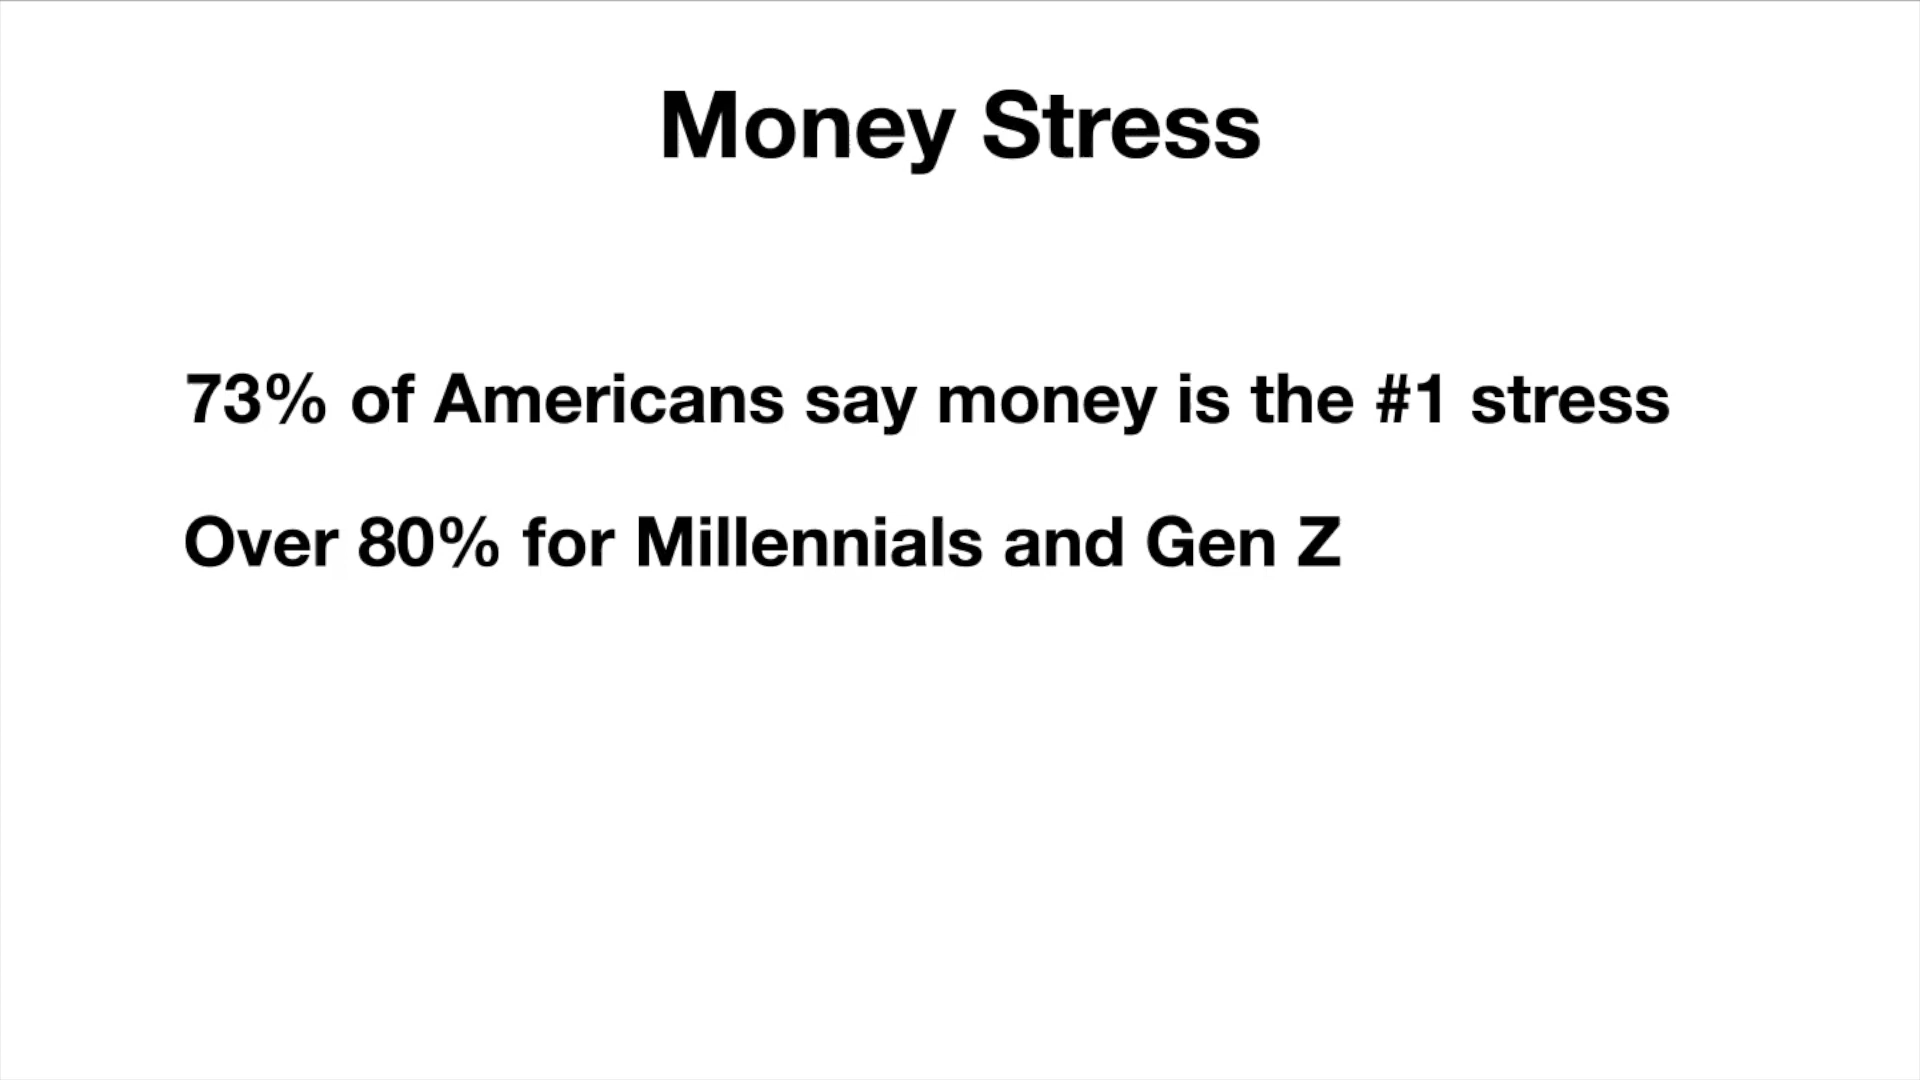 Money Stress
73% of Americans say money is the #1 stress
Over 80% for Millennials and Gen Z